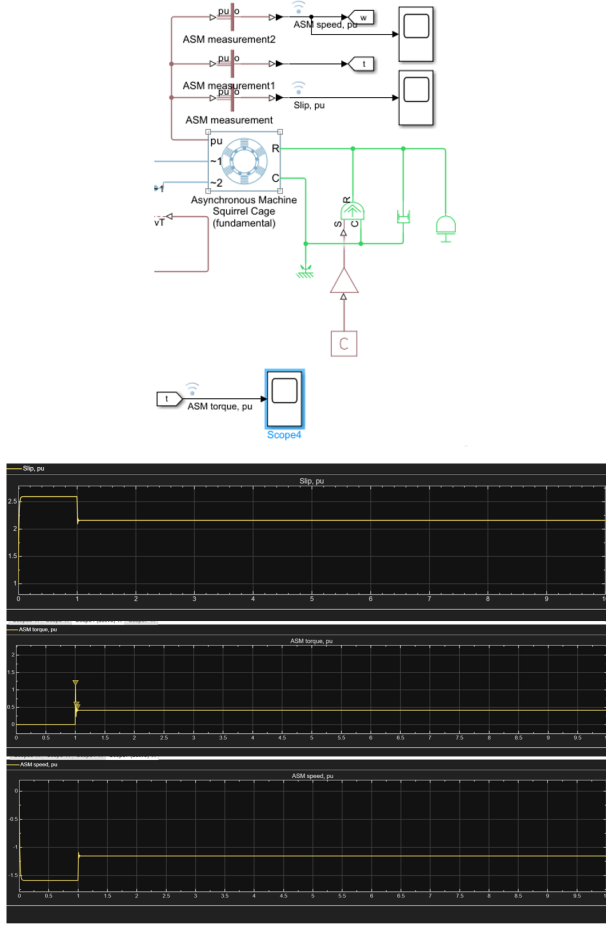 pu o
w
ASM speed, pu
ASM measurement2
pu o
t
ASM measurement1
pu o
Slip, pu
ASM measurement
pu
R
~1
~2
C
Asynchronous Machine
Squirrel Cage
(fundamental)
R
S
C
vT
C
t
ASM torque, pu
Scope4
Slip, pu
Slip, pu
2.5
2
1.5
1
0 1 2 3 4 5 6 7 8 9
ASM torque, pu
ASM torque, pu
2
1.5
1
0.5
0
0 0.5 1 1.5 2 2.5 3 3.5 4 4.5 5 5.5 6 6.5 7 7.5 8 8.5 9 9.5
ASM speed, pu
ASM speed, pu
0
-0.5
-1
-1.5
0 0.5 1 1.5 2 2.5 3 3.5 4 4.5 5 5.5 6 6.5 7 7.5 8 8.5 9 9.5